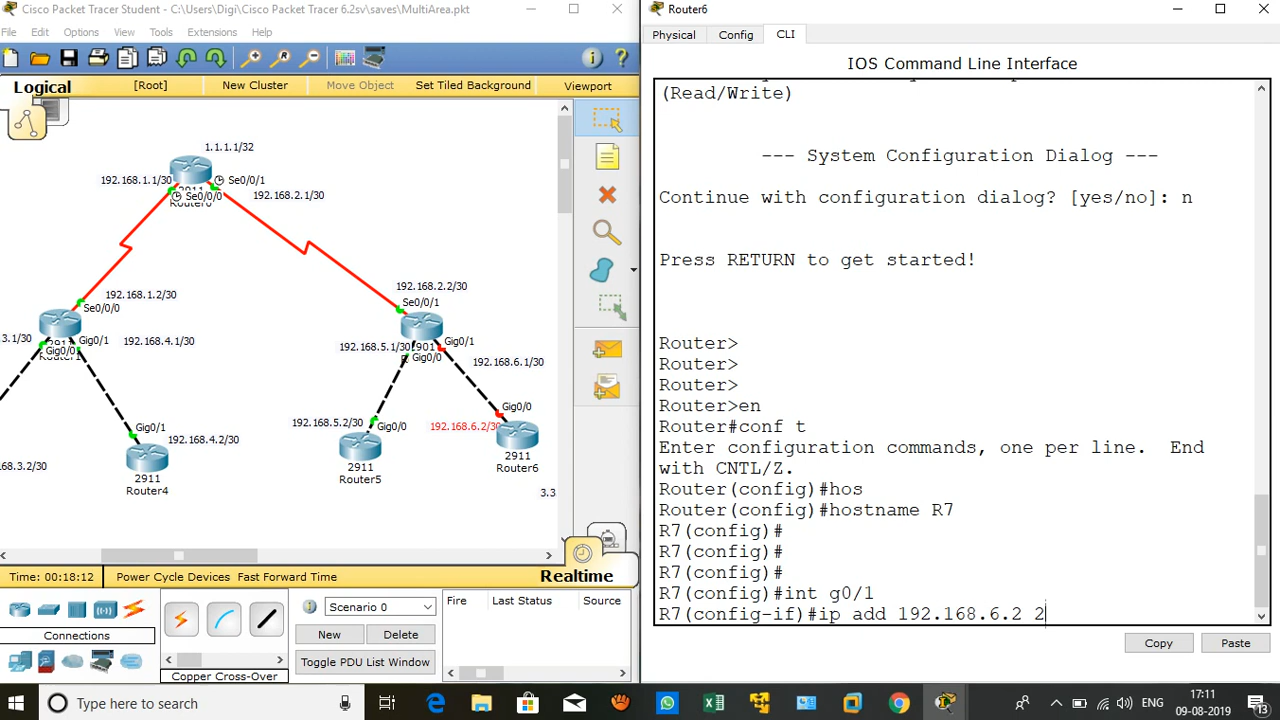 Cisco Packet Tracer Student - C:\Users\Digi\Cisco Packet Tracer 6.2sv\saves\MultiArea.pkt
File Edit Options View Tools Extensions Help
Logical [Root] New Cluster Move Object Set Tiled Background Viewport
1.1.1.1/32
192.168.1.1/30
Se0/0/1
Se0/0/0
192.168.2.1/30
Router0
192.168.1.2/30
Se0/0/0
192.168.2.2/30
Se0/0/1
3.1/30
Gig0/1
192.168.4.1/30
Gig0/0
192.168.5.1/30
Gig0/1
Gig0/0
192.168.6.1/30
Gig0/0
192.168.5.2/30
Gig0/0
192.168.6.2/30
Gig0/1
192.168.4.2/30
68.3.2/30
2911
Router4
2911
Router5
2911
Router6
3.3
Time: 00:18:12 Power Cycle Devices Fast Forward Time
Realtime
Connections
Copper Cross-Over
Scenario 0
New Delete
Toggle PDU List Window
Fire Last Status Source
Router6
Physical Config CLI
IOS Command Line Interface
(Read/Write)
--- System Configuration Dialog ---
Continue with configuration dialog? [yes/no]: n
Press RETURN to get started!
Router>
Router>
Router>
Router>en
Router#conf t
Enter configuration commands, one per line. End
with CNTL/Z.
Router(config)#hos
Router(config)#hostname R7
R7(config)#
R7(config)#
R7(config)#
R7(config)#int g0/1
R7(config-if)#ip add 192.168.6.2 2
Copy Paste
Type here to search
ENG
17:11
09-08-2019
13